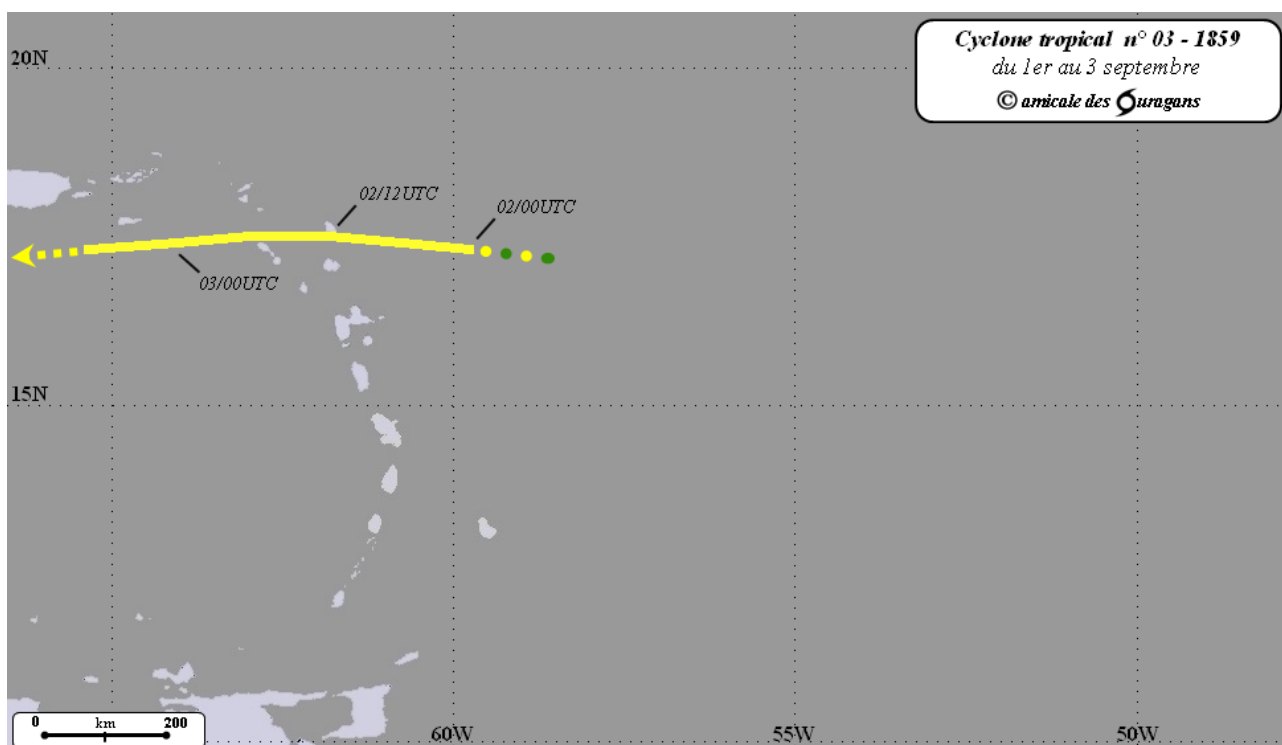 Cyclone tropical n° 03 - 1859
du 1er au 3 septembre
© amicale des Ouragans
20N
02/12UTC
02/00UTC
03/00UTC
15N
0 km 200
60W
55W
50W